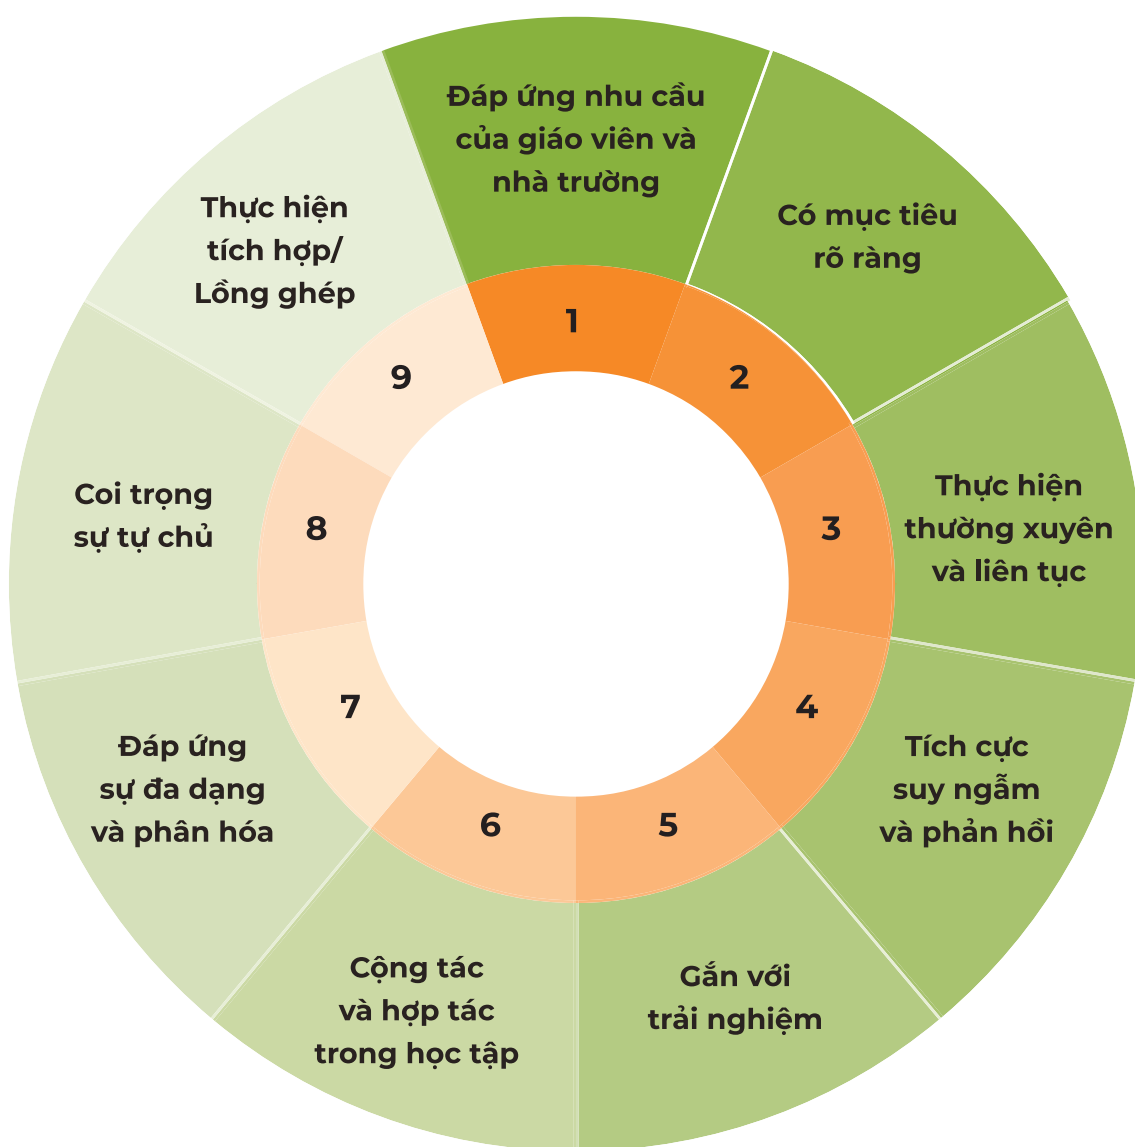 Đáp ứng nhu cầu
của giáo viên và
nhà trường
1
Có mục tiêu
rõ ràng
2
Thực hiện
thường xuyên
và liên tục
3
Tích cực
suy ngẫm
và phản hồi
4
Gắn với
trải nghiệm
5
Cộng tác
và hợp tác
trong học tập
6
Đáp ứng
sự đa dạng
và phân hóa
7
Coi trọng
sự tự chủ
8
Thực hiện
tích hợp/
Lồng ghép
9